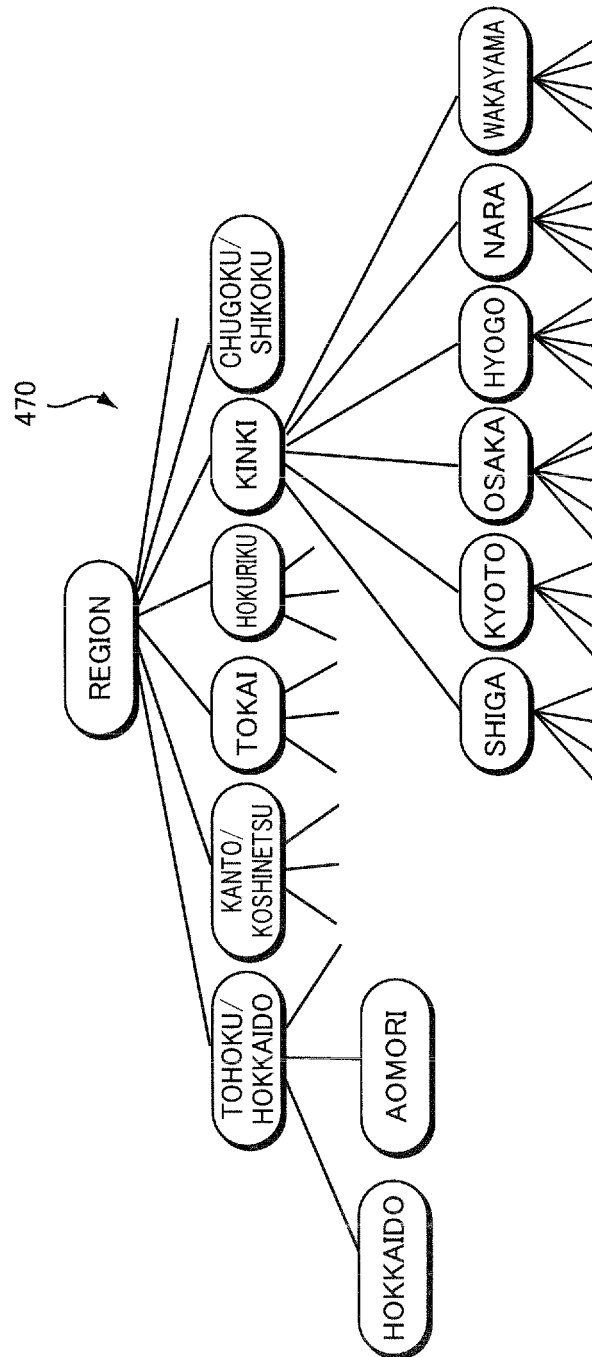 470
REGION
TOHOKU/
HOKKAIDO
KANTO/
KOSHINETSU
TOKAI
HOKURIKU
KINKI
CHUGOKU/
SHIKOKU
HOKKAIDO
AOMORI
SHIGA
KYOTO
OSAKA
HYOGO
NARA
WAKAYAMA